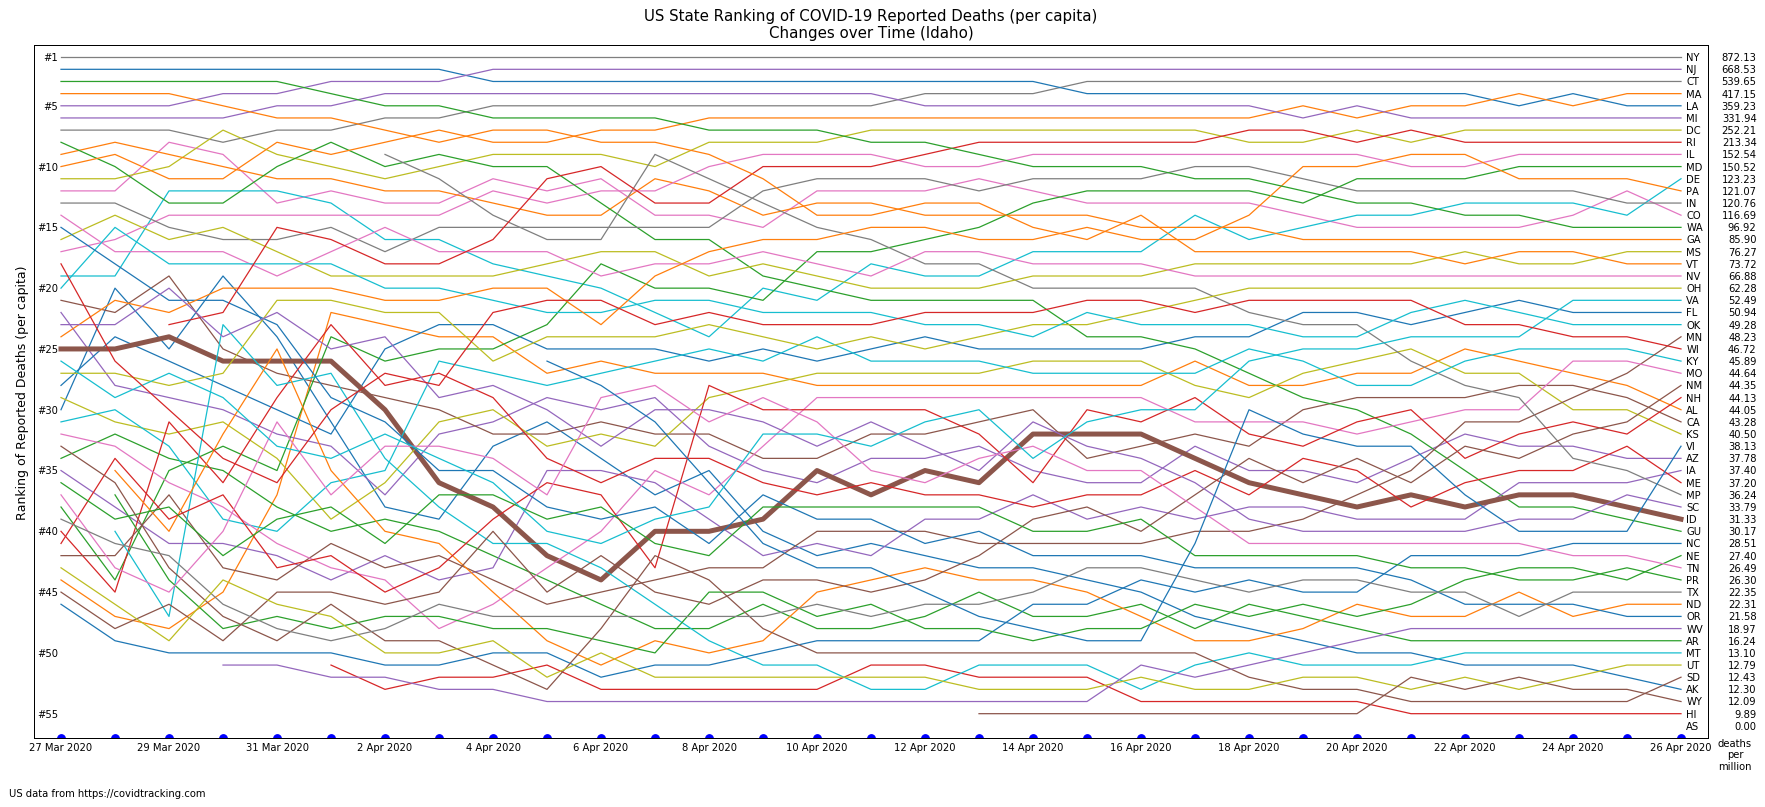 US State Ranking of COVID-19 Reported Deaths (per capita)
Changes over Time (Idaho)
Ranking of Reported Deaths (per capita)
#1
#5
#10
#15
#20
#25
#30
#35
#40
#45
#50
#55
NY 872.13
NJ 668.53
CT 539.65
MA 417.15
LA 359.23
MI 331.94
DC 252.21
RI 213.34
IL 152.54
MD 150.52
DE 123.23
PA 121.07
IN 120.76
CO 116.69
WA 96.92
GA 85.90
MS 76.27
VT 73.72
NV 66.88
OH 62.28
VA 52.49
FL 50.94
OK 49.28
MN 48.23
WI 46.72
KY 45.89
MO 44.64
NM 44.35
NH 44.13
AL 44.05
CA 43.28
KS 40.50
VI 38.13
AZ 37.78
IA 37.40
ME 37.20
MP 36.24
SC 33.79
ID 31.33
GU 30.17
NC 28.51
NE 27.40
TN 26.49
PR 26.30
TX 22.35
ND 22.31
OR 21.58
WV 18.97
AR 16.24
MT 13.10
UT 12.79
SD 12.43
AK 12.30
WY 12.09
HI 9.89
AS 0.00
27 Mar 2020 29 Mar 2020 31 Mar 2020 2 Apr 2020 4 Apr 2020 6 Apr 2020 8 Apr 2020 10 Apr 2020 12 Apr 2020 14 Apr 2020 16 Apr 2020 18 Apr 2020 20 Apr 2020 22 Apr 2020 24 Apr 2020 26 Apr 2020
deaths
per
million
US data from https://covidtracking.com